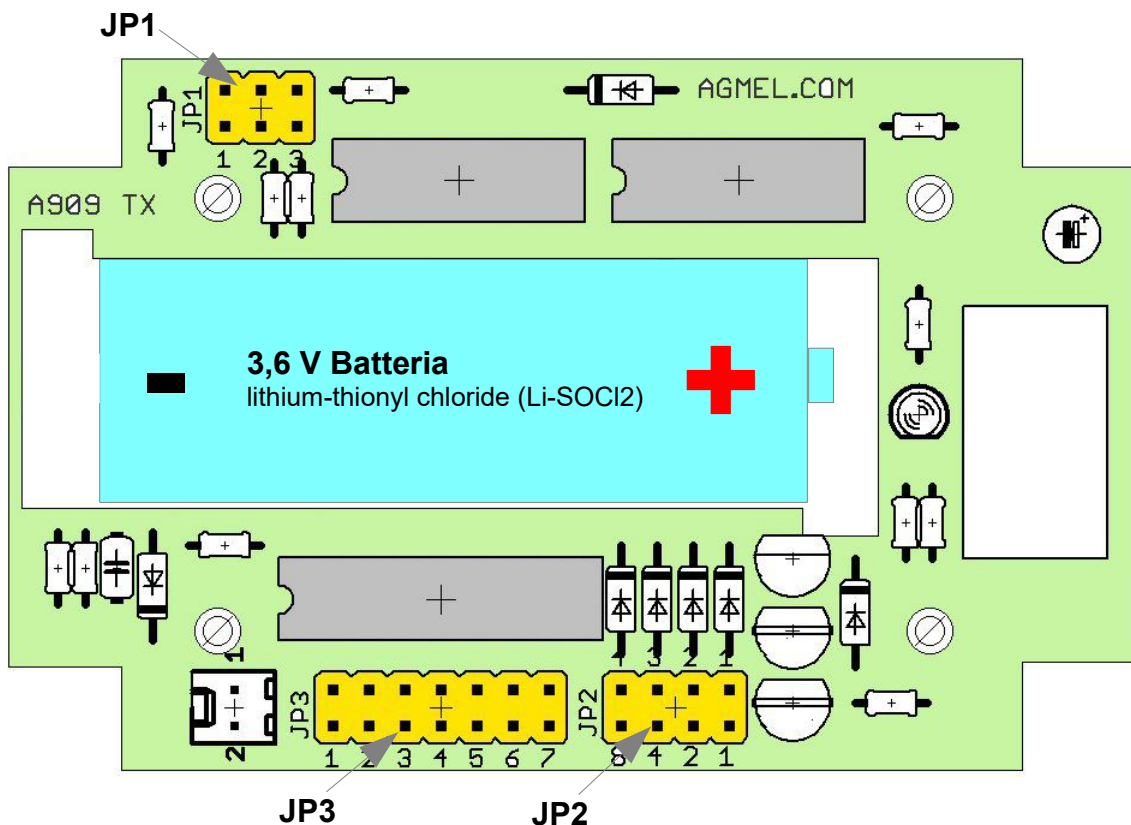 JP1
AGMEL.COM
JP1
1 2 3
A909 TX
3,6 V Batteria
lithium-thionyl chloride (Li-SOCl2)
4 3 2 1
1
2
JP3
1 2 3 4 5 6 7
JP2
8 4 2 1
JP3
JP2